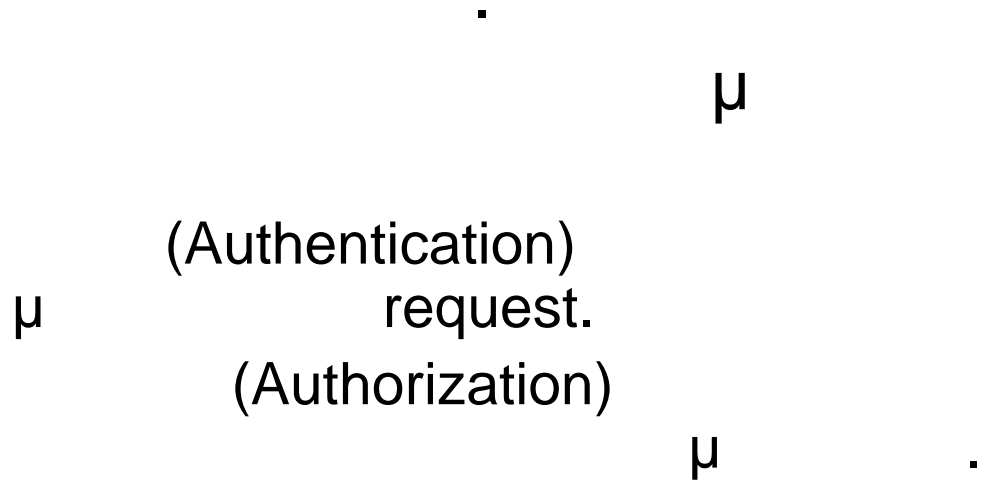 .
µ
(Authentication)
µ request.
(Authorization)
µ .